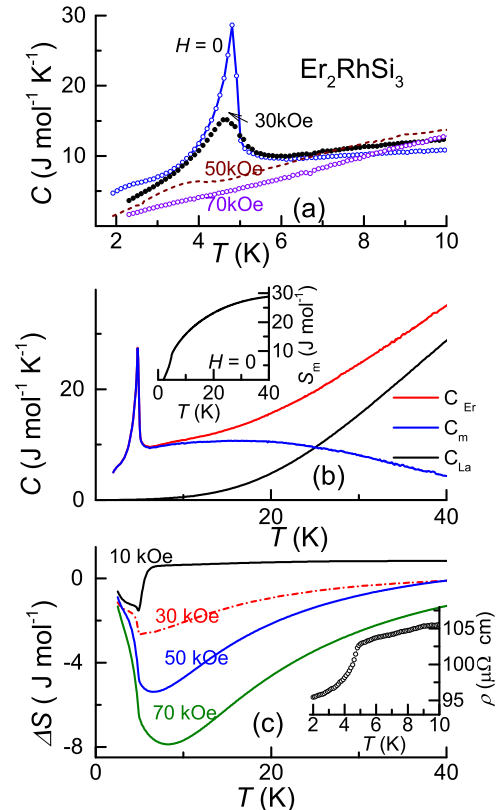 30
H = 0
Er2RhSi3
C (J mol-1 K-1)
20
30kOe
10
50kOe
70kOe
(a)
2 4 6 8 10
T (K)
30
20
10
Sm (J mol-1)
H = 0
0 20 40
T (K)
C (J mol-1 K-1)
20
0
C Er
Cm
CLa
(b)
20 40
T (K)
10 kOe
0
30 kOe
ΔS ( J mol-1)
50 kOe
-4
70 kOe
-8
(c)
105
100
95
ρ (μΩ cm)
2 4 6 8 10
T (K)
0 20 40
T (K)